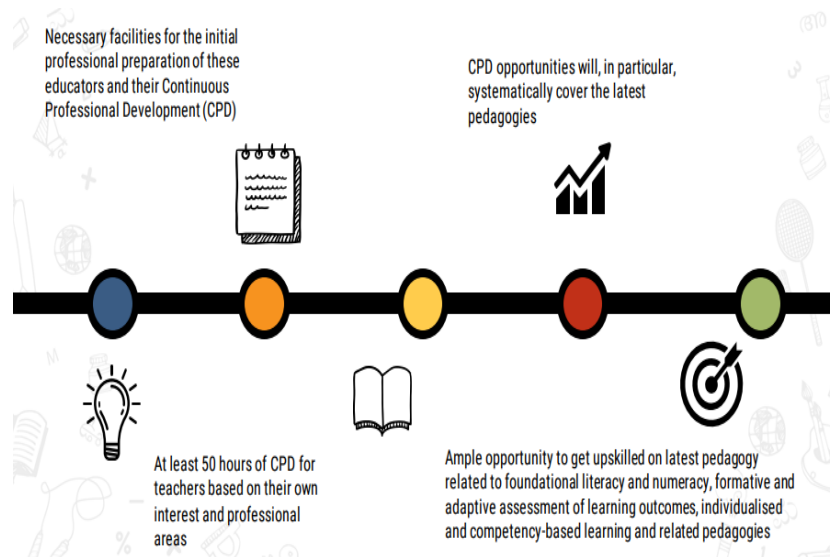 Necessary facilities for the initial
professional preparation of these
educators and their Continuous
Professional Development (CPD)
CPD opportunities will, in particular,
systematically cover the latest
pedagogies
At least 50 hours of CPD for
teachers based on their own
interest and professional
areas
Ample opportunity to get upskilled on latest pedagogy
related to foundational literacy and numeracy, formative and
adaptive assessment of learning outcomes, individualised
and competency-based learning and related pedagogies